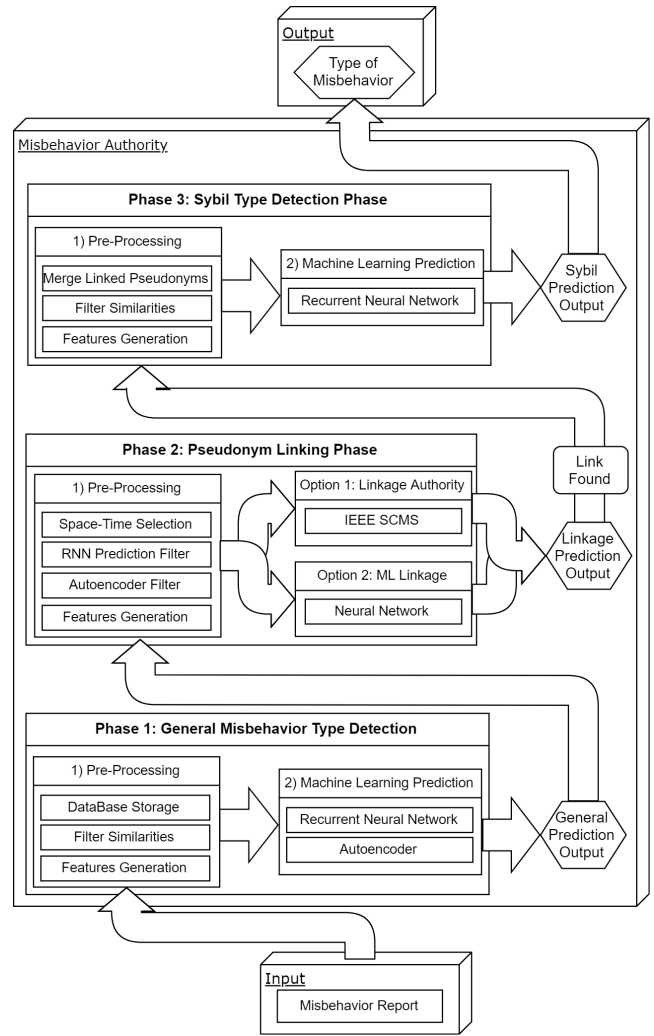 Output
Type of
Misbehavior
Misbehavior Authority
Phase 3: Sybil Type Detection Phase
1) Pre-Processing
Merge Linked Pseudonyms
Filter Similarities
Features Generation
2) Machine Learning Prediction
Recurrent Neural Network
Sybil
Prediction
Output
Phase 2: Pseudonym Linking Phase
1) Pre-Processing
Space-Time Selection
RNN Prediction Filter
Autoencoder Filter
Features Generation
Option 1: Linkage Authority
IEEE SCMS
Option 2: ML Linkage
Neural Network
Link
Found
Linkage
Prediction
Output
Phase 1: General Misbehavior Type Detection
1) Pre-Processing
DataBase Storage
Filter Similarities
Features Generation
2) Machine Learning Prediction
Recurrent Neural Network
Autoencoder
General
Prediction
Output
Input
Misbehavior Report